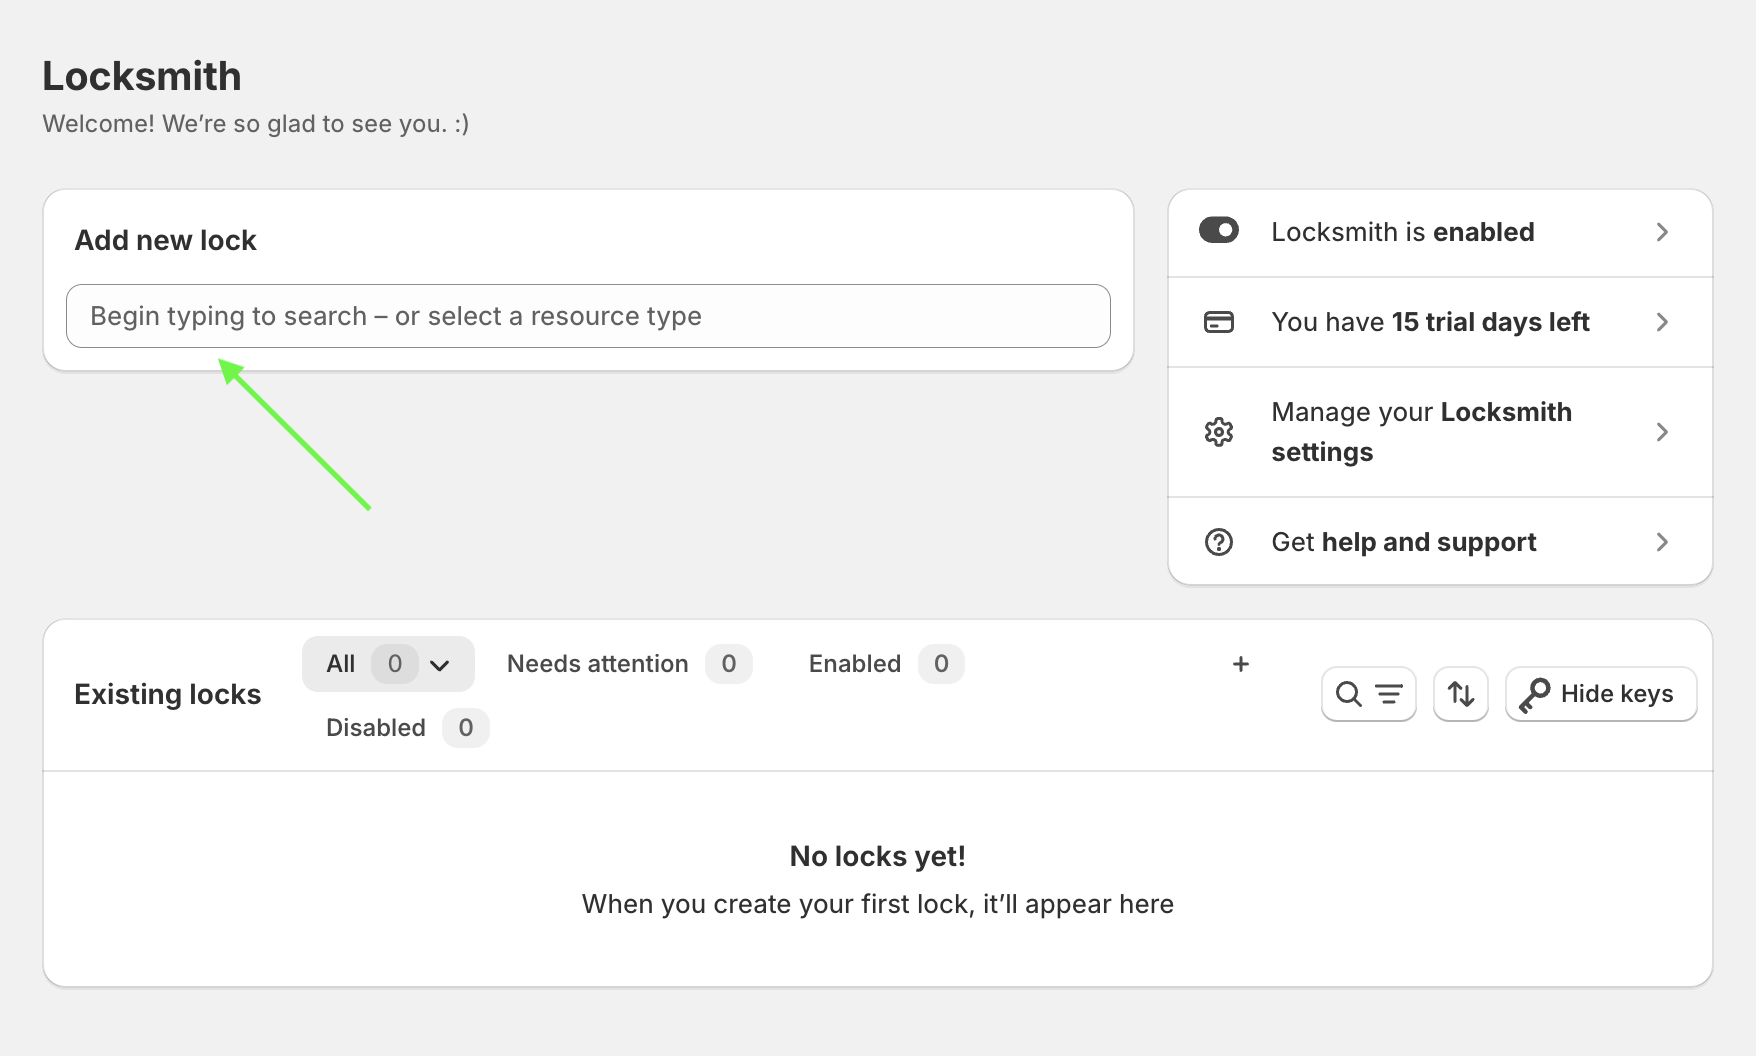 Locksmith
Welcome! We’re so glad to see you. :)
Add new lock
Begin typing to search – or select a resource type
Locksmith is enabled
You have 15 trial days left
Manage your Locksmith
settings
Get help and support
Existing locks
All 0
Needs attention 0
Enabled 0
Disabled 0
Hide keys
No locks yet!
When you create your first lock, it’ll appear here